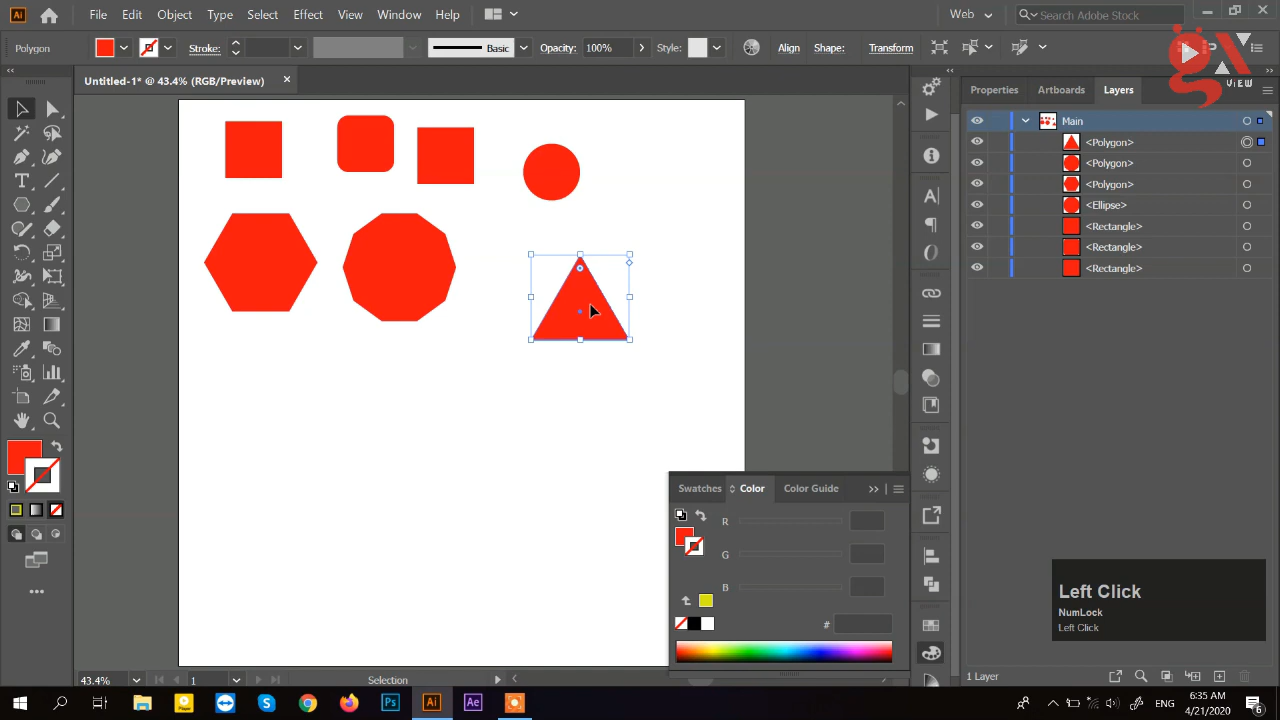 File Edit Object Type Select Effect View Window Help Web Search Adobe Stock
Polygon Stroke: Basic Opacity: 100% Style: Align Shape: Transform
VIEW
Untitled-1* @ 43.4% (RGB/Preview)
Properties Artboards Layers
Main
<Polygon>
<Polygon>
<Polygon>
<Ellipse>
<Rectangle>
<Rectangle>
<Rectangle>
Swatches Color Color Guide
R
G
B
#
Left Click
NumLock
Left Click
43.4% 1 Selection
1 Layer
6:35 AM
ENG
4/21/2020
6